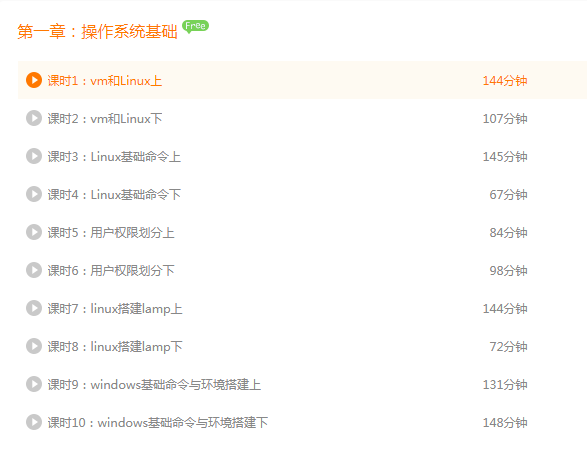 第一章：操作系统基础 Free
课时1：vm和Linux上 144分钟
课时2：vm和Linux下 107分钟
课时3：Linux基础命令上 145分钟
课时4：Linux基础命令下 67分钟
课时5：用户权限划分上 84分钟
课时6：用户权限划分下 98分钟
课时7：linux搭建lamp上 144分钟
课时8：linux搭建lamp下 72分钟
课时9：windows基础命令与环境搭建上 131分钟
课时10：windows基础命令与环境搭建下 148分钟